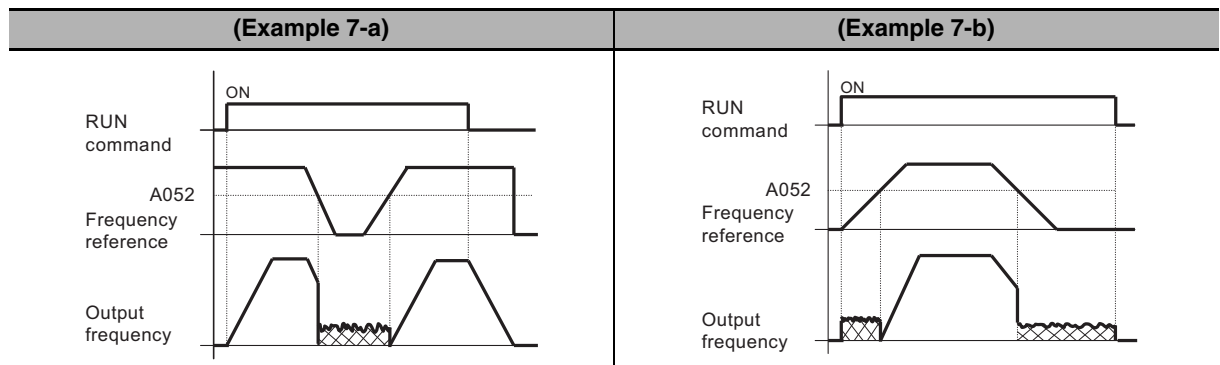 (Example 7-a)
(Example 7-b)
ON
RUN
command
A052
Frequency
reference
Output
frequency
ON
RUN
command
A052
Frequency
reference
Output
frequency